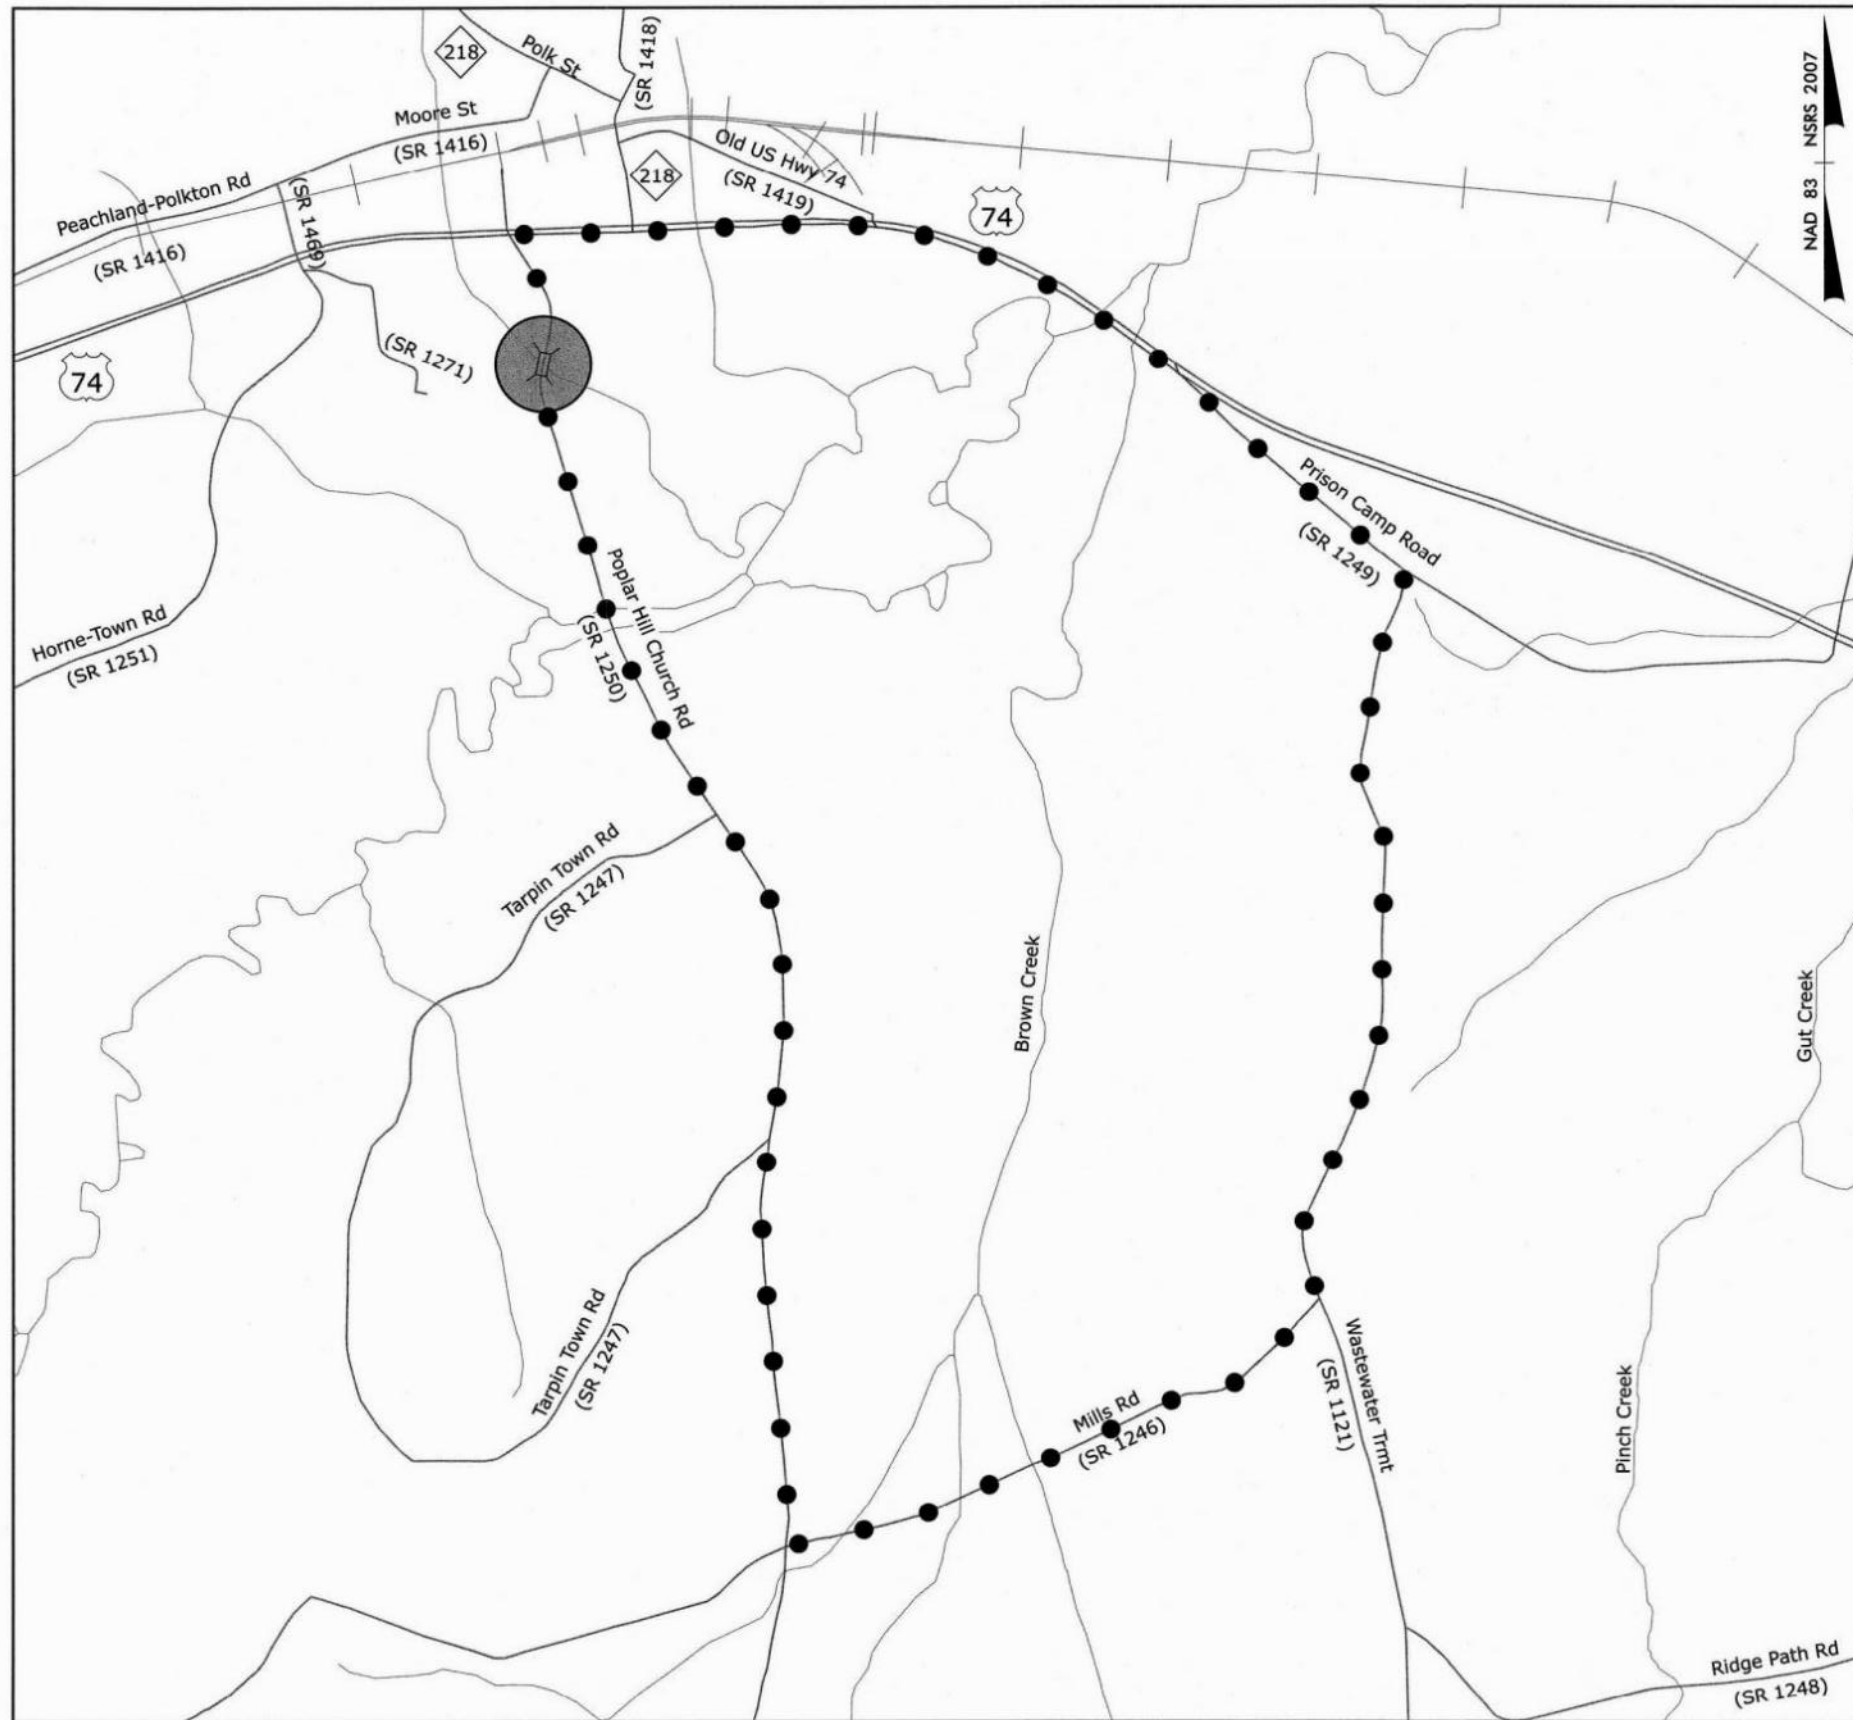 218
Polk St
(SR 1418)
NAD 83 NSRS 2007
Moore St
(SR 1416)
Old US Hwy 74
(SR 1419)
218
Peachland-Polkton Rd
(SR 1416)
(SR 1469)
74
74
(SR 1271)
Prison Camp Road
(SR 1249)
Horne-Town Rd
(SR 1251)
Poplar Hill Church Rd
(SR 1250)
Tarpin Town Rd
(SR 1247)
Brown Creek
Gut Creek
Tarpin Town Rd
(SR 1247)
Mills Rd
(SR 1246)
Wastewater Trmt
(SR 1121)
Pinch Creek
Ridge Path Rd
(SR 1248)